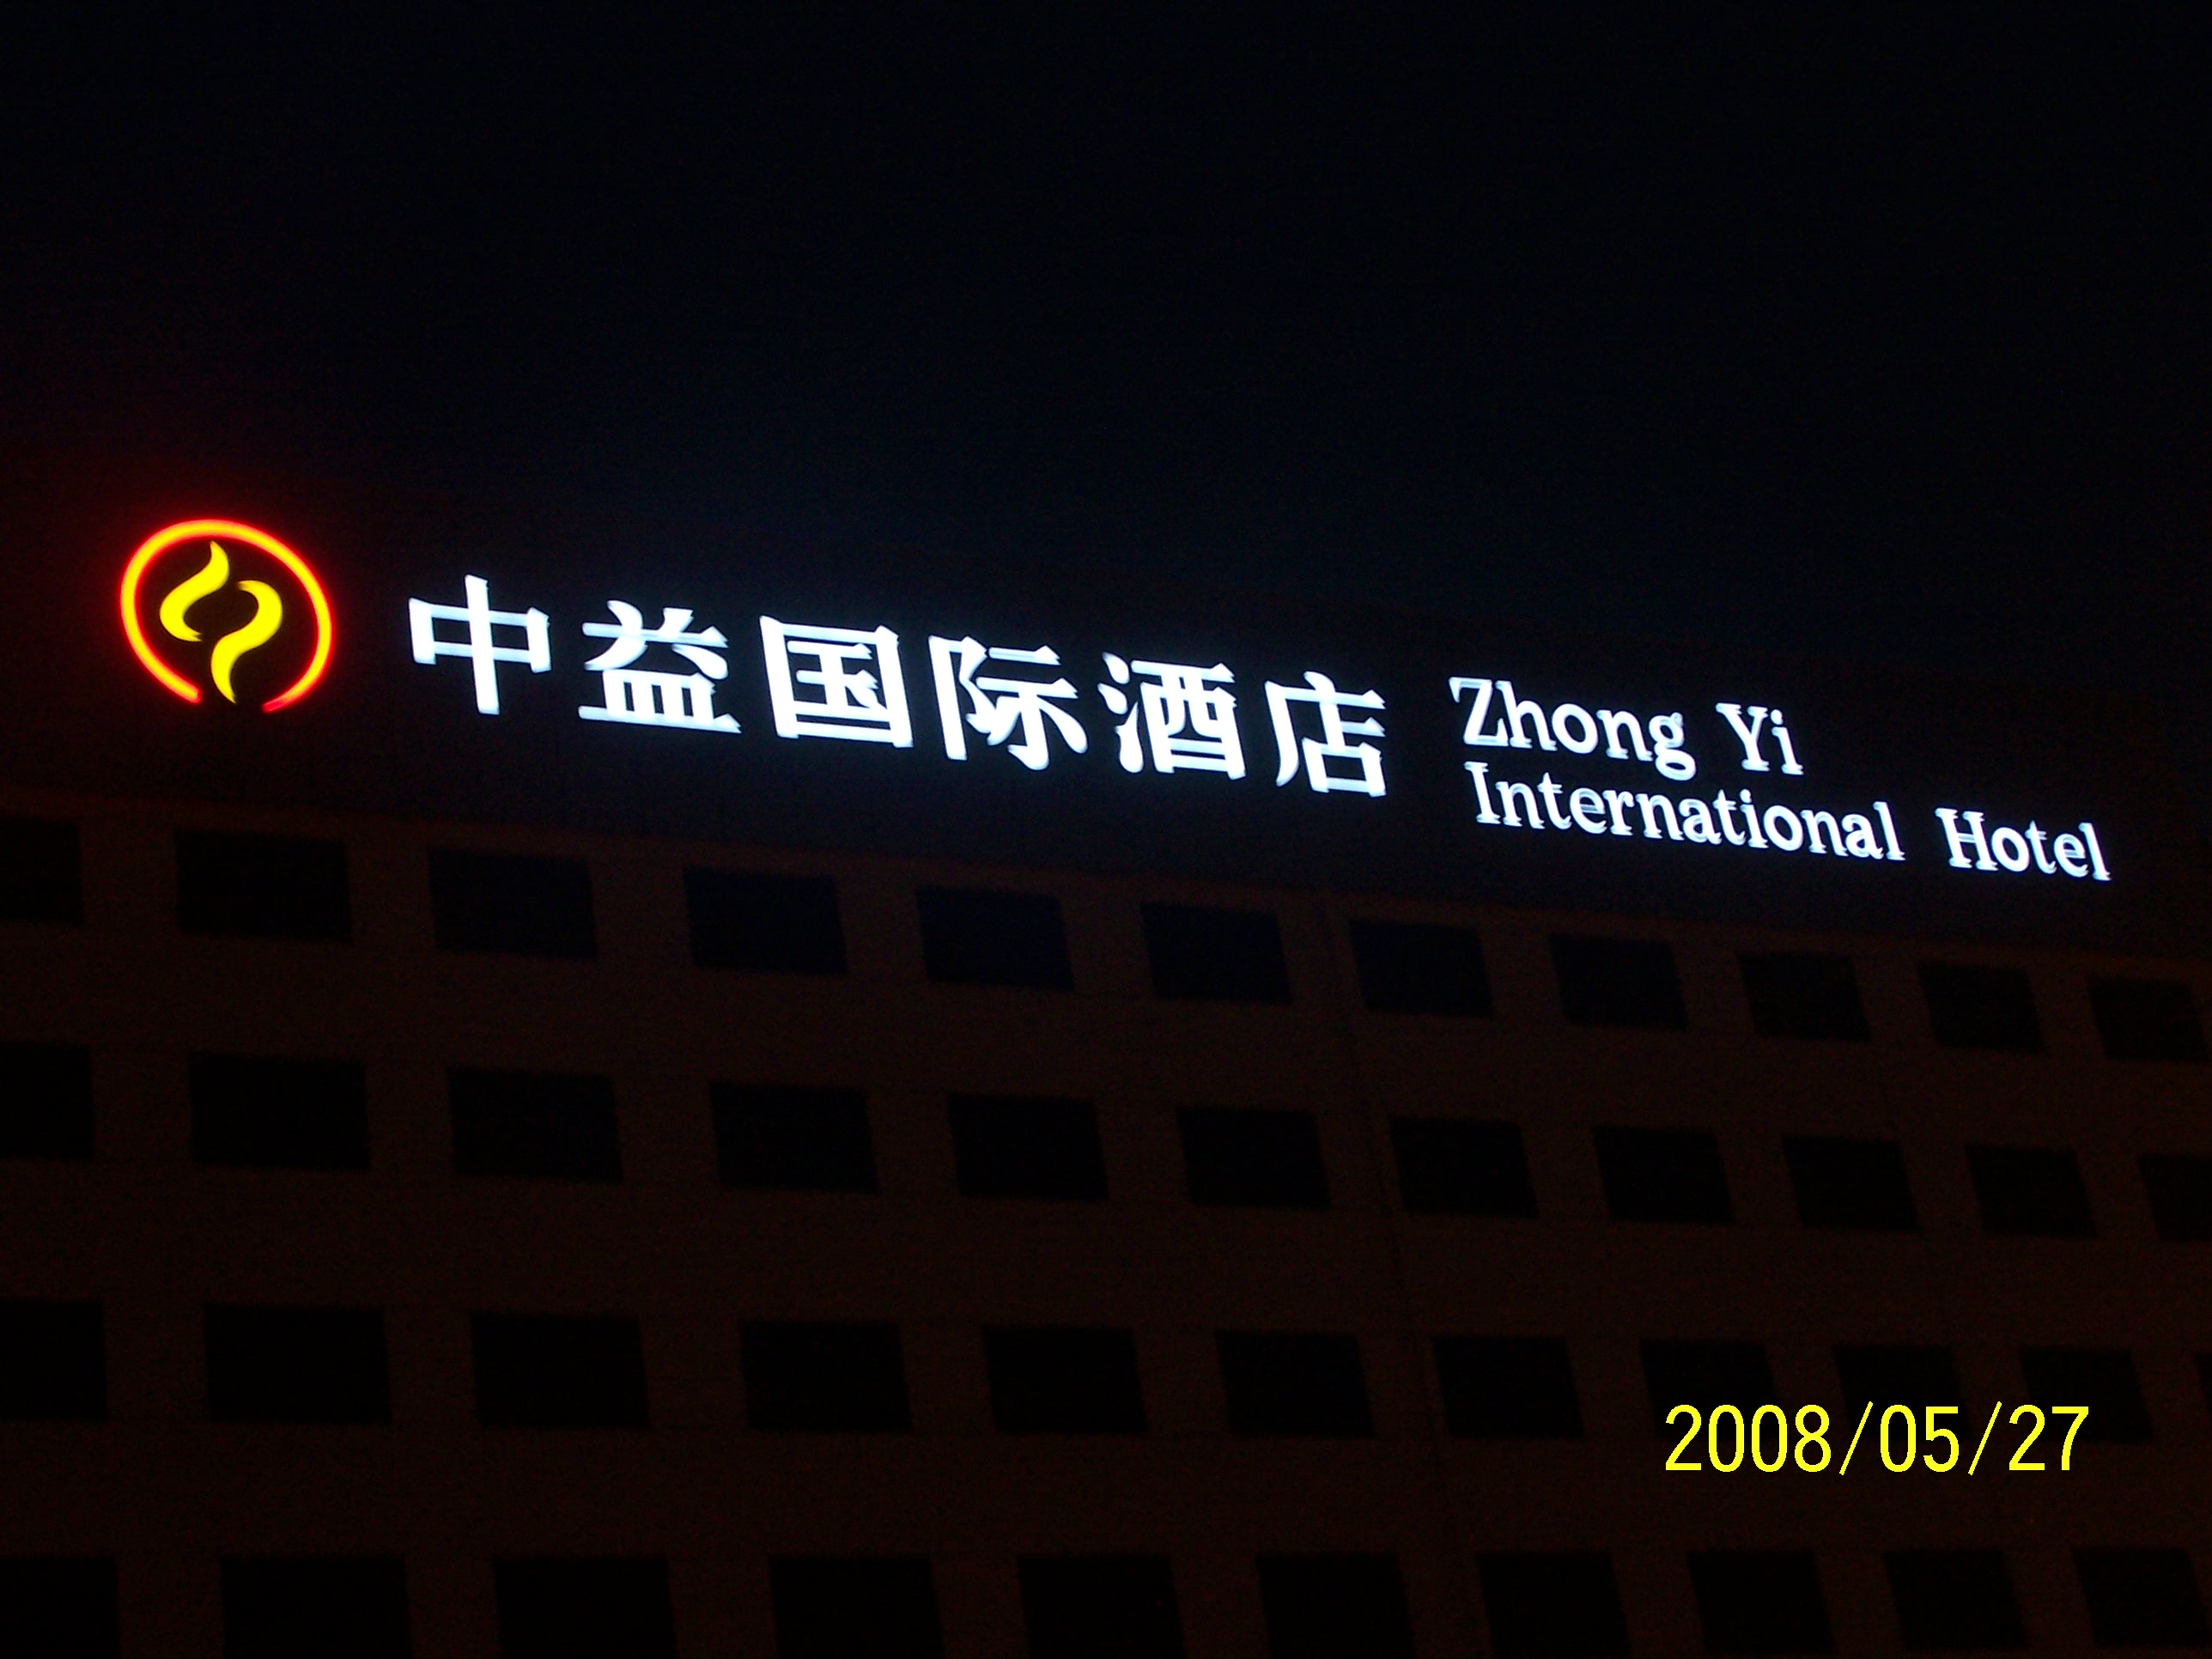 中益国际酒店
Zhong Yi
International Hotel
2008/05/27